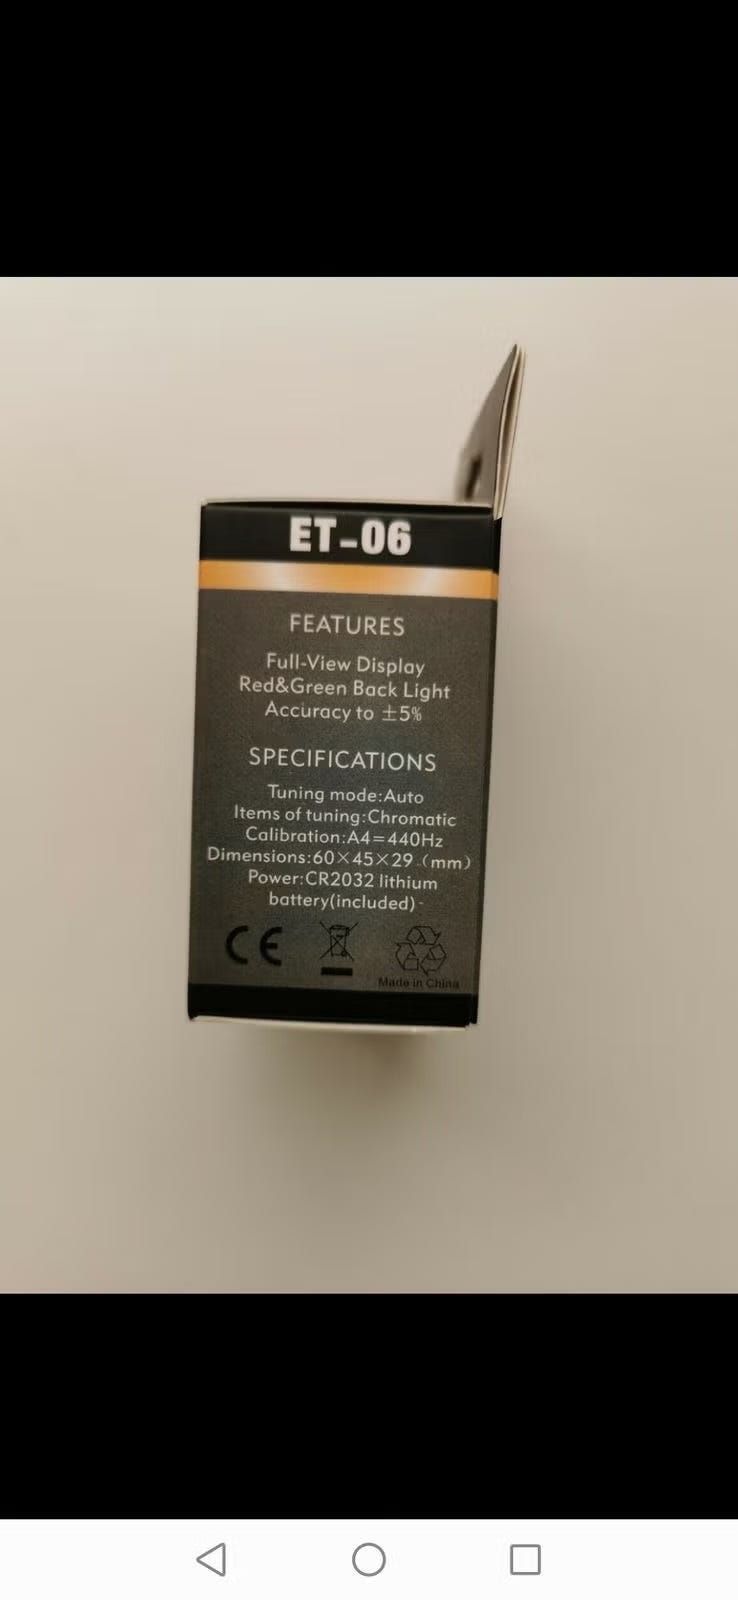 ET-06
FEATURES
Full-View Display
Red&Green Back Light
Accuracy to ±5%
SPECIFICATIONS
Tuning mode:Auto
Items of tuning:Chromatic
Calibration:A4=440Hz
Dimensions:60×45×29 (mm)
Power:CR2032 lithium
battery(included)
CE
Made in China